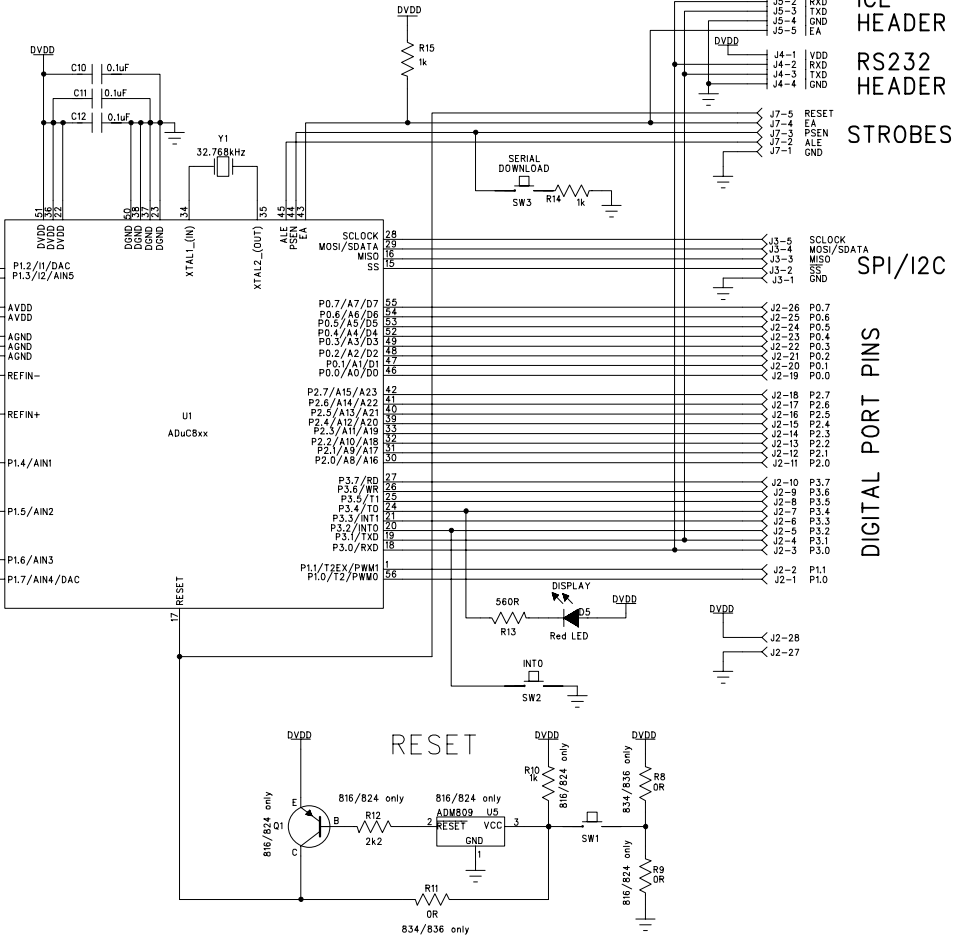 J5-2 RXD
J5-3 TXD
J5-4 GND
J5-5 EA
ICE
HEADER
DVDD
J4-1 VDD
J4-2 RXD
J4-3 TXD
J4-4 GND
RS232
HEADER
DVDD
R15
1k
DVDD
C10 0.1uF
C11 0.1uF
C12 0.1uF
Y1
32.768kHz
J7-5 RESET
J7-4 EA
J7-3 PSEN
J7-2 ALE
J7-1 GND
STROBES
SERIAL
DOWNLOAD
SW3
R14 1k
51 DVDD
36 DVDD
22 DVDD
50 DGND
38 DGND
37 DGND
23 DGND
34 XTAL1_(IN)
35 XTAL2_(OUT)
45 ALE
44 PSEN
43 EA
SCLOCK 28
MOSI/SDATA 29
MISO 16
SS 15
J3-5 SCLOCK
J3-4 MOSI/SDATA
J3-3 MISO
J3-2 SS
J3-1 GND
SPI/I2C
P1.2/I1/DAC
P1.3/I2/AIN5
AVDD
AVDD
AGND
AGND
AGND
REFIN-
REFIN+
P1.4/AIN1
P1.5/AIN2
P1.6/AIN3
P1.7/AIN4/DAC
U1
ADuC8xx
P0.7/A7/D7 55
P0.6/A6/D6 54
P0.5/A5/D5 53
P0.4/A4/D4 52
P0.3/A3/D3 49
P0.2/A2/D2 48
P0.1/A1/D1 47
P0.0/A0/D0 46
P2.7/A15/A23 42
P2.6/A14/A22 41
P2.5/A13/A21 40
P2.4/A12/A20 39
P2.3/A11/A19 33
P2.2/A10/A18 32
P2.1/A9/A17 31
P2.0/A8/A16 30
P3.7/RD 27
P3.6/WR 26
P3.5/T1 25
P3.4/T0 24
P3.3/INT1 21
P3.2/INT0 20
P3.1/TXD 19
P3.0/RXD 18
P1.1/T2EX/PWM1 1
P1.0/T2/PWM0 56
J2-26 P0.7
J2-25 P0.6
J2-24 P0.5
J2-23 P0.4
J2-22 P0.3
J2-21 P0.2
J2-20 P0.1
J2-19 P0.0
J2-18 P2.7
J2-17 P2.6
J2-16 P2.5
J2-15 P2.4
J2-14 P2.3
J2-13 P2.2
J2-12 P2.1
J2-11 P2.0
J2-10 P3.7
J2-9 P3.6
J2-8 P3.5
J2-7 P3.4
J2-6 P3.3
J2-5 P3.2
J2-4 P3.1
J2-3 P3.0
J2-2 P1.1
J2-1 P1.0
DIGITAL PORT PINS
RESET
17
DISPLAY
560R
R13
D5
Red LED
DVDD
DVDD
J2-28
J2-27
INT0
SW2
RESET
DVDD
816/824 only
Q1
E
B
C
816/824 only
R12
2k2
816/824 only
ADM809 U5
2 RESET VCC 3
GND
1
DVDD
R10
1k
816/824 only
SW1
DVDD
834/836 only
R8
0R
816/824 only
R9
0R
R11
0R
834/836 only